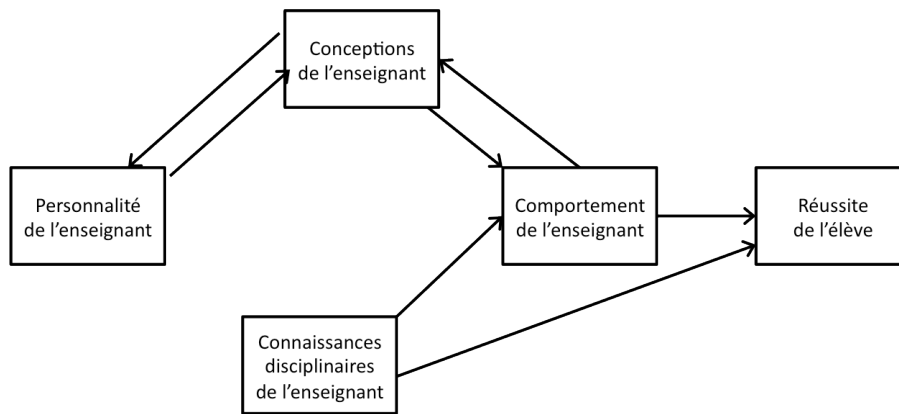 Conceptions
de l’enseignant
Personnalité
de l’enseignant
Comportement
de l’enseignant
Réussite
de l’élève
Connaissances
disciplinaires
de l’enseignant